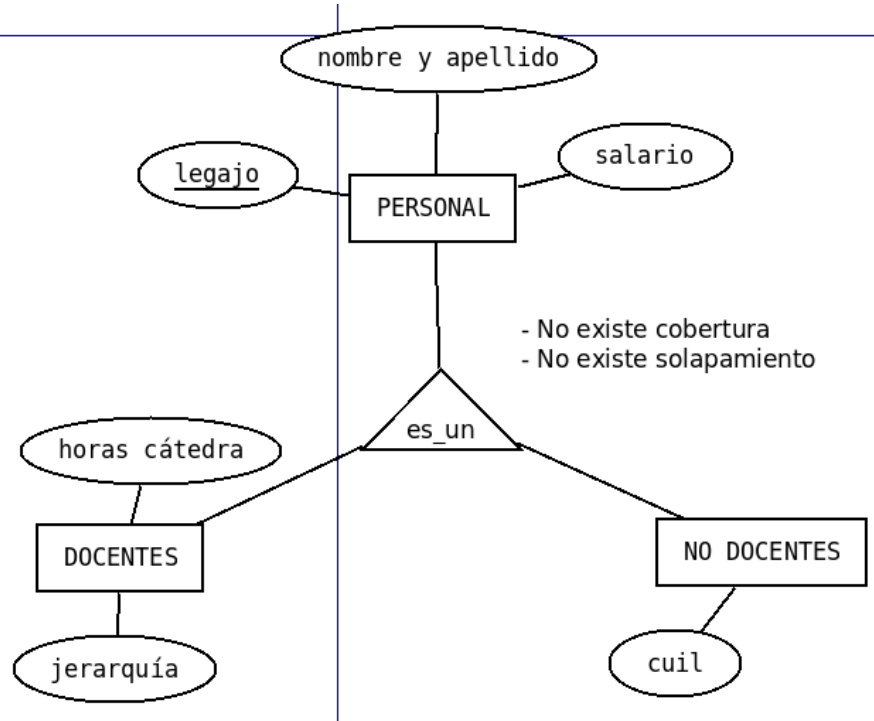 nombre y apellido
legajo
salario
PERSONAL
- No existe cobertura
- No existe solapamiento
es_un
horas cátedra
DOCENTES
NO DOCENTES
jerarquía
cuil